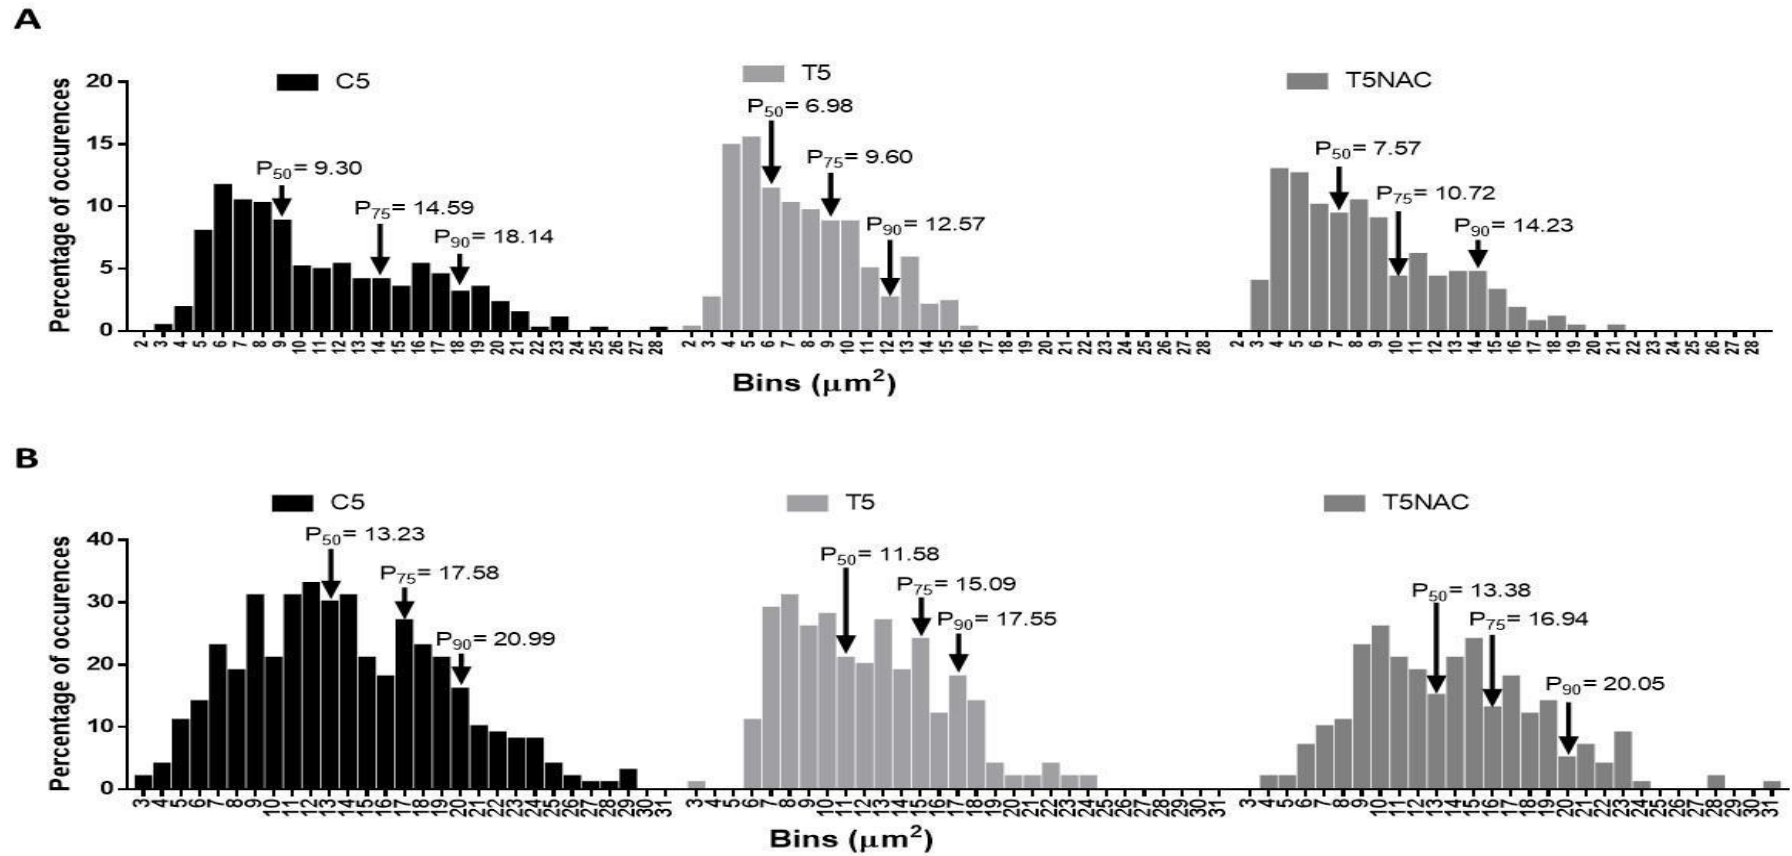 A
C5
T5
T5NAC
Percentage of occurences
20
15
10
5
0
P50= 9.30
P75= 14.59
P90= 18.14
P50= 6.98
P75= 9.60
P90= 12.57
P50= 7.57
P75= 10.72
P90= 14.23
2 3 4 5 6 7 8 9 10 11 12 13 14 15 16 17 18 19 20 21 22 23 24 25 26 27 28
2 3 4 5 6 7 8 9 10 11 12 13 14 15 16 17 18 19 20 21 22 23 24 25 26 27 28
2 3 4 5 6 7 8 9 10 11 12 13 14 15 16 17 18 19 20 21 22 23 24 25 26 27 28
Bins (μm²)
B
C5
T5
T5NAC
Percentage of occurences
40
30
20
10
0
P50= 13.23
P75= 17.58
P90= 20.99
P50= 11.58
P75= 15.09
P90= 17.55
P50= 13.38
P75= 16.94
P90= 20.05
3 4 5 6 7 8 9 10 11 12 13 14 15 16 17 18 19 20 21 22 23 24 25 26 27 28 29 30 31
3 4 5 6 7 8 9 10 11 12 13 14 15 16 17 18 19 20 21 22 23 24 25 26 27 28 29 30 31
3 4 5 6 7 8 9 10 11 12 13 14 15 16 17 18 19 20 21 22 23 24 25 26 27 28 29 30 31
Bins (μm²)